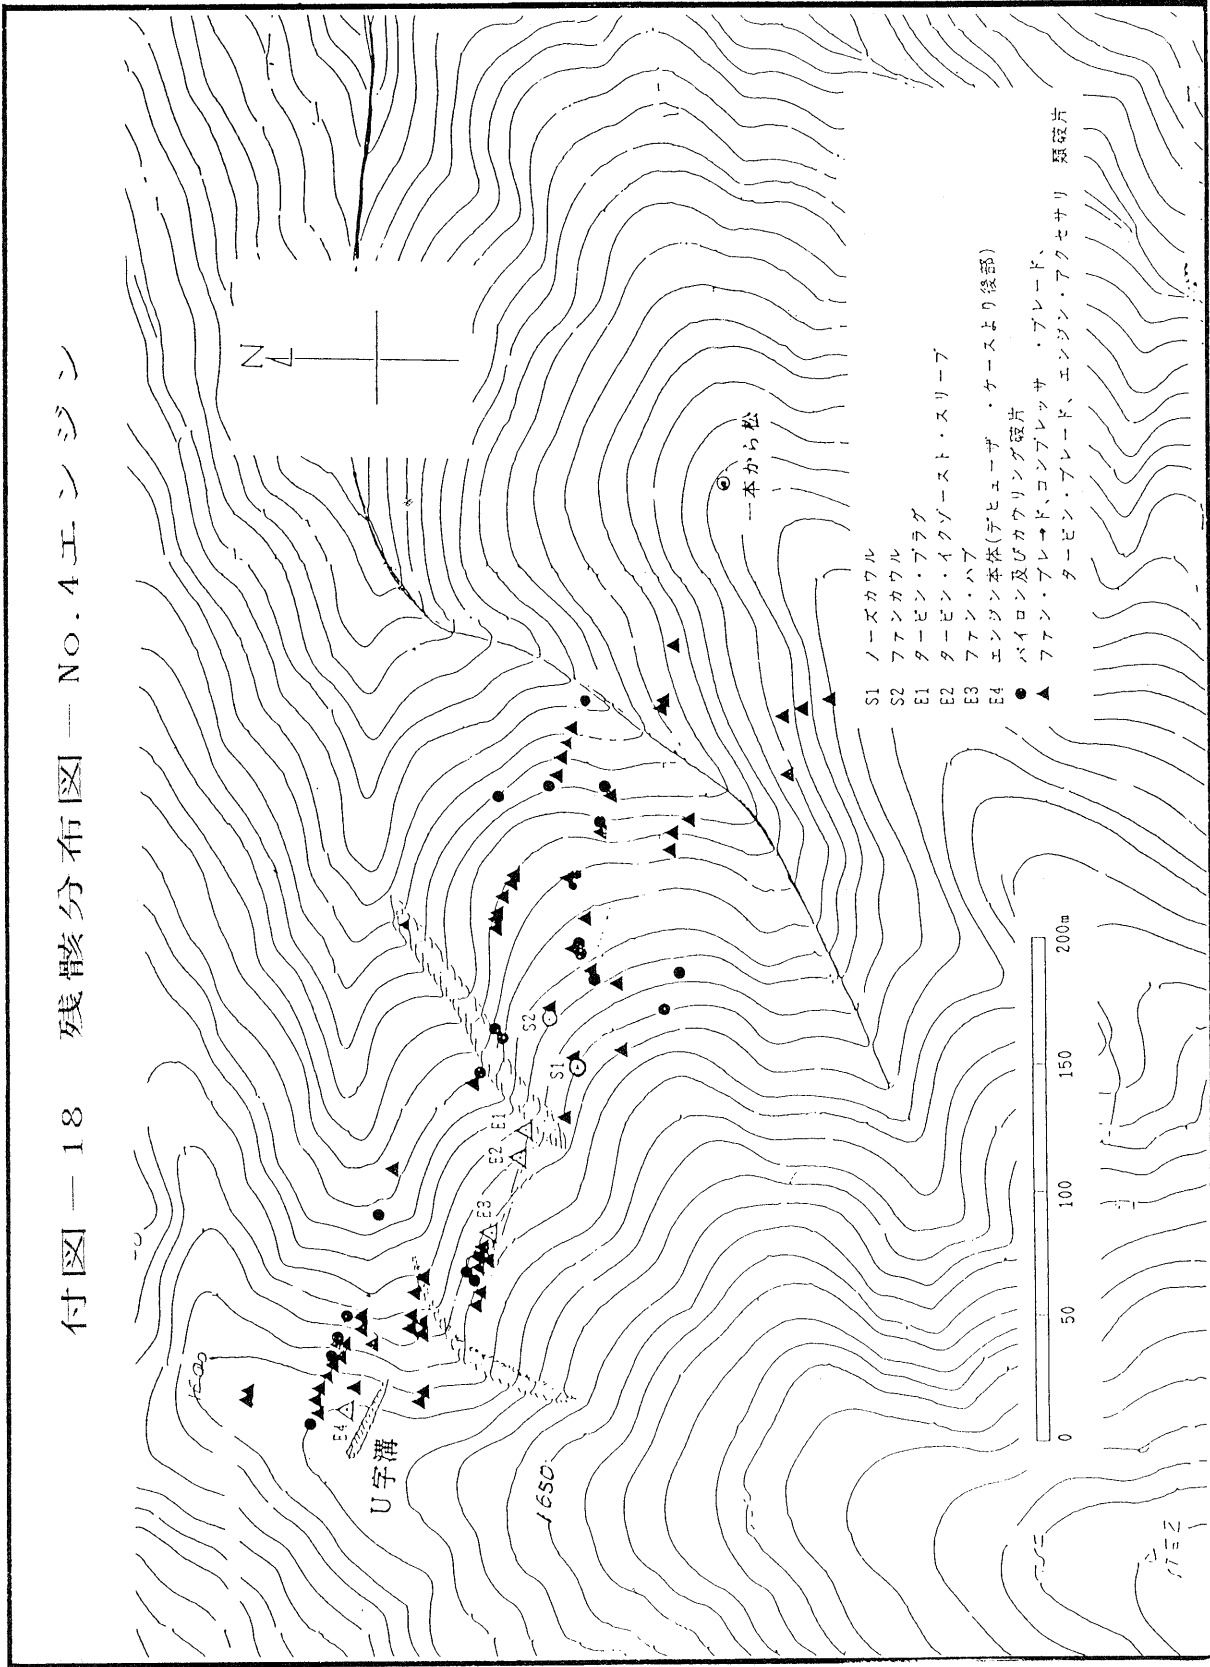 付図―18 残骸分布図―No.4エンジン
N
一本から松
S1 ノーズカウル
S2 ファンカウル
E1 タービン・プラグ
E2 タービン・イクゾースト・スリーブ
E3 ファン・ハブ
E4 エンジン本体(デヒューザ・ケースより後部)
● パイロン及びカウリング破片
▲ ファン・ブレード、コンプレッサ・ブレード、
タービン・ブレード、エンジン・アクセサリ類破片
S2
S1
E1
E2
E3
E4
U字溝
1650
0 50 100 150 200m